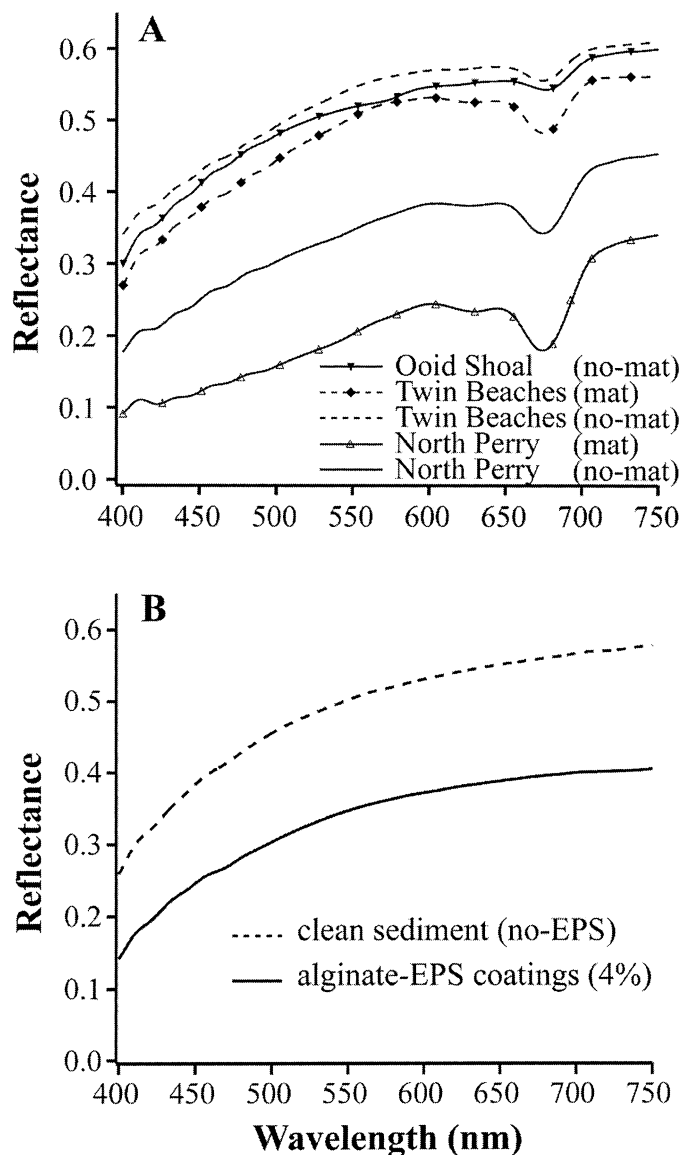 A
0.6
0.5
0.4
0.3
0.2
0.1
0.0
Reflectance
Ooid Shoal (no-mat)
Twin Beaches (mat)
Twin Beaches (no-mat)
North Perry (mat)
North Perry (no-mat)
400 450 500 550 600 650 700 750
B
0.6
0.5
0.4
0.3
0.2
0.1
0.0
Reflectance
clean sediment (no-EPS)
alginate-EPS coatings (4%)
400 450 500 550 600 650 700 750
Wavelength (nm)